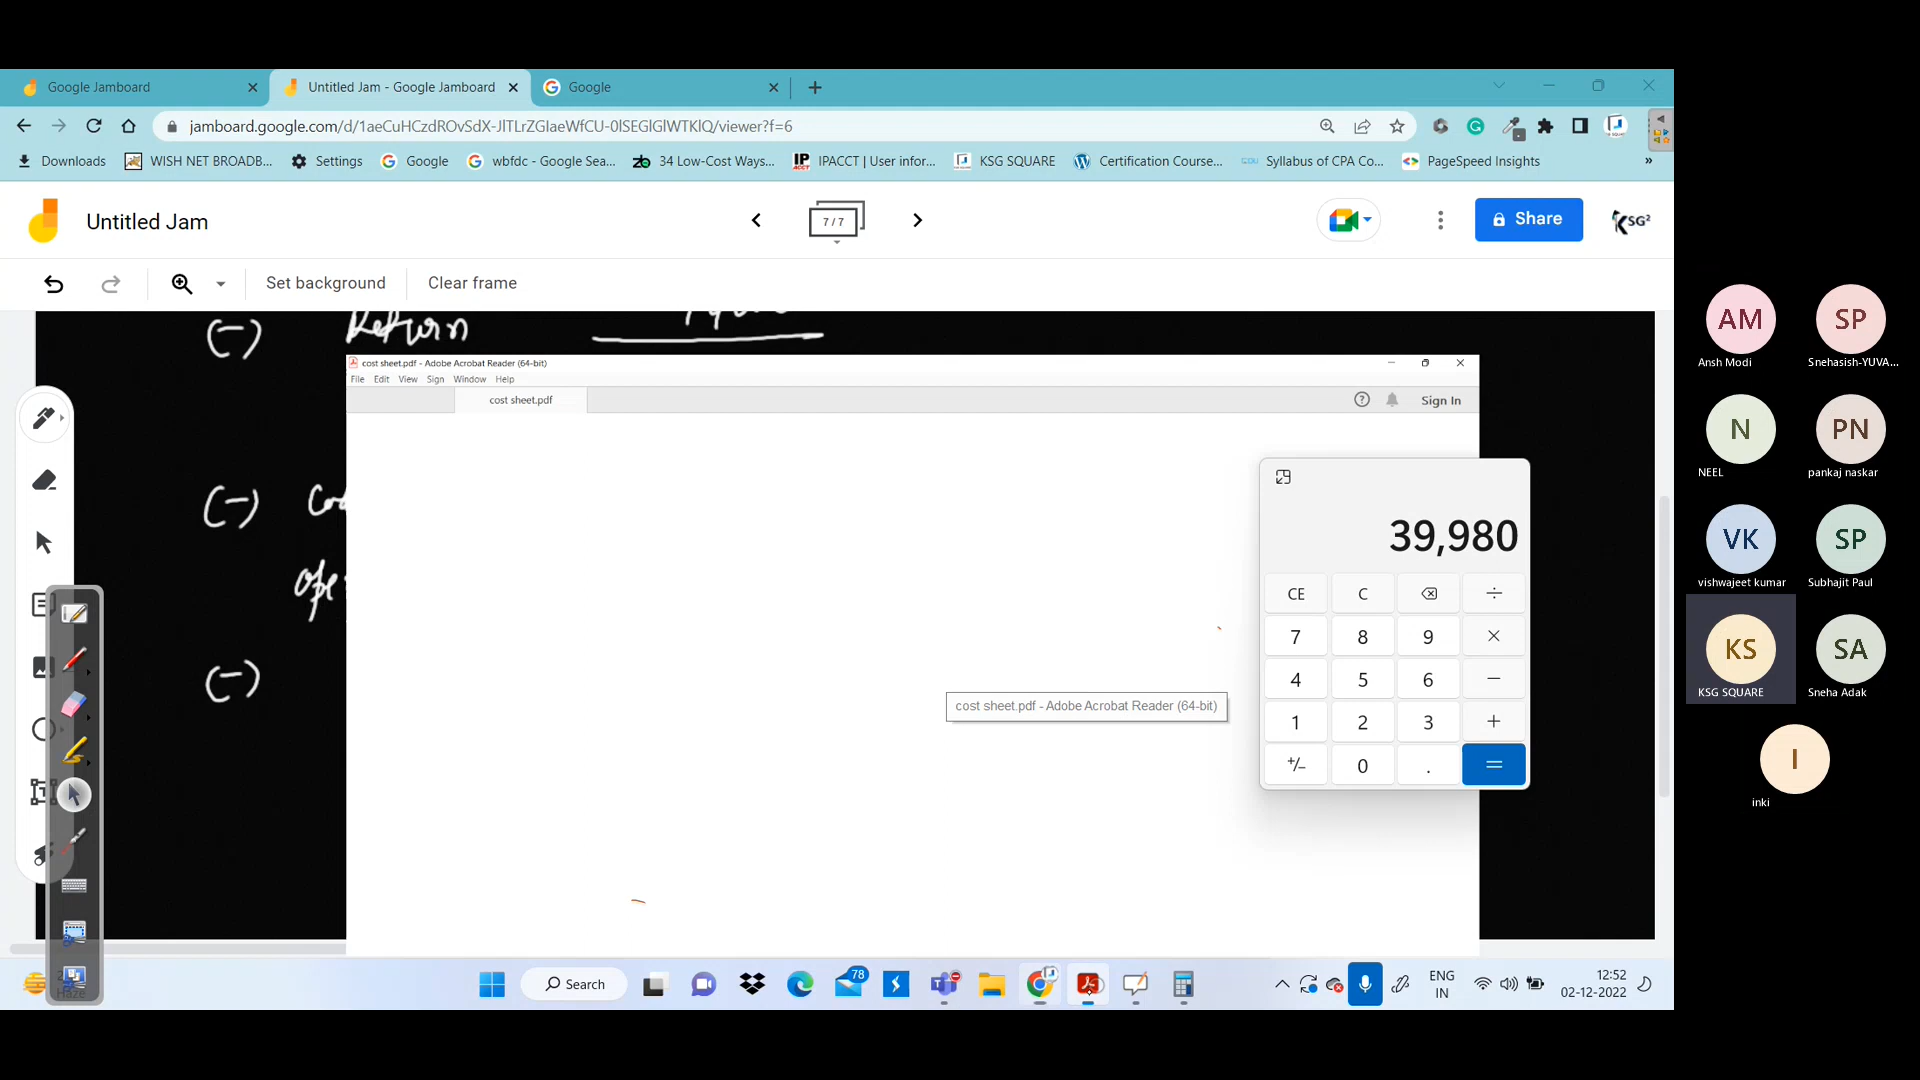 Google Jamboard
Untitled Jam - Google Jamboard
Google
jamboard.google.com/d/1aeCuHCzdROvSdX-JlTLrZGIaeWfCU-0lSEGlGlWTKlQ/viewer?f=6
Downloads
WISH NET BROADB...
Settings
Google
wbfdc - Google Sea...
34 Low-Cost Ways...
IPACCT | User infor...
KSG SQUARE
Certification Course...
Syllabus of CPA Co...
PageSpeed Insights
»
Untitled Jam
7 / 7
Share
KSG²
Set background
Clear frame
(-) Return
cost sheet.pdf - Adobe Acrobat Reader (64-bit)
File Edit View Sign Window Help
cost sheet.pdf
Sign In
(-)
(-)
39,980
CE C ÷
7 8 9 ×
4 5 6 −
1 2 3 +
+/− 0 . =
cost sheet.pdf - Adobe Acrobat Reader (64-bit)
AM
Ansh Modi
SP
Snehasish-YUVA...
N
NEEL
PN
pankaj naskar
VK
vishwajeet kumar
SP
Subhajit Paul
KS
KSG SQUARE
SA
Sneha Adak
I
inki
Haze
Search
78
ENG
IN
12:52
02-12-2022